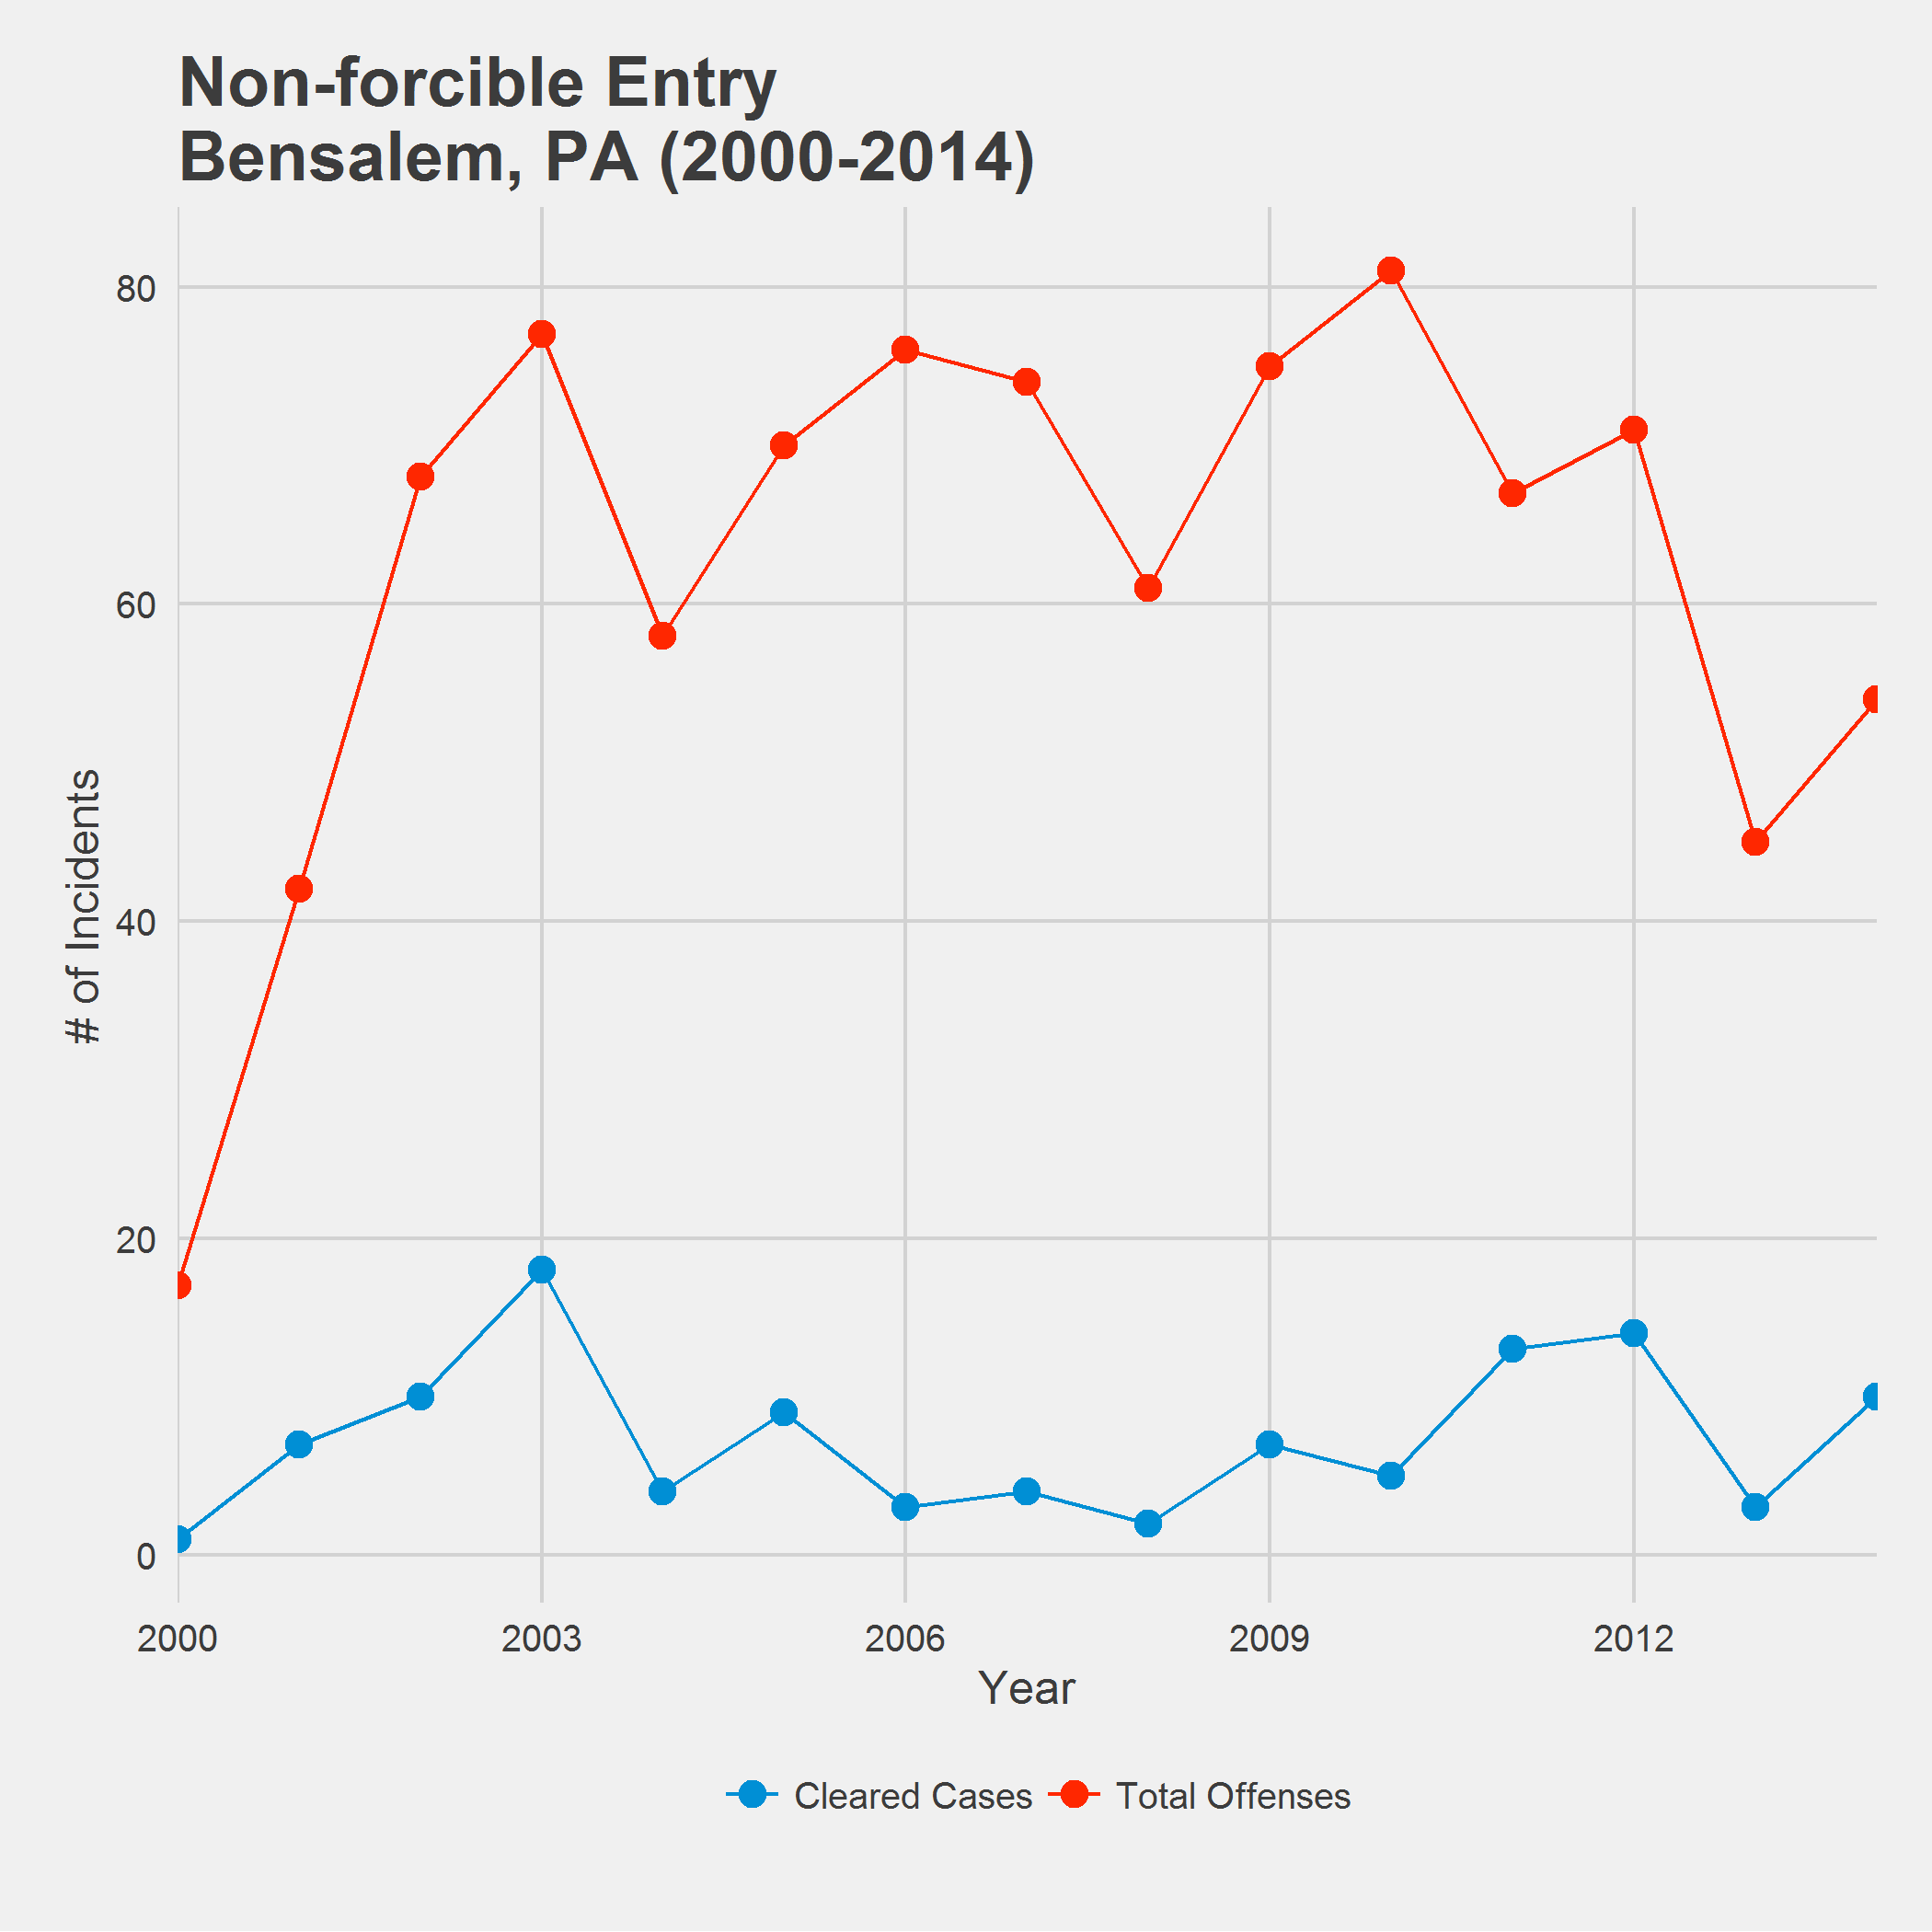 Non-forcible Entry
Bensalem, PA (2000-2014)
80
60
40
20
0
# of Incidents
2000 2003 2006 2009 2012
Year
Cleared Cases Total Offenses